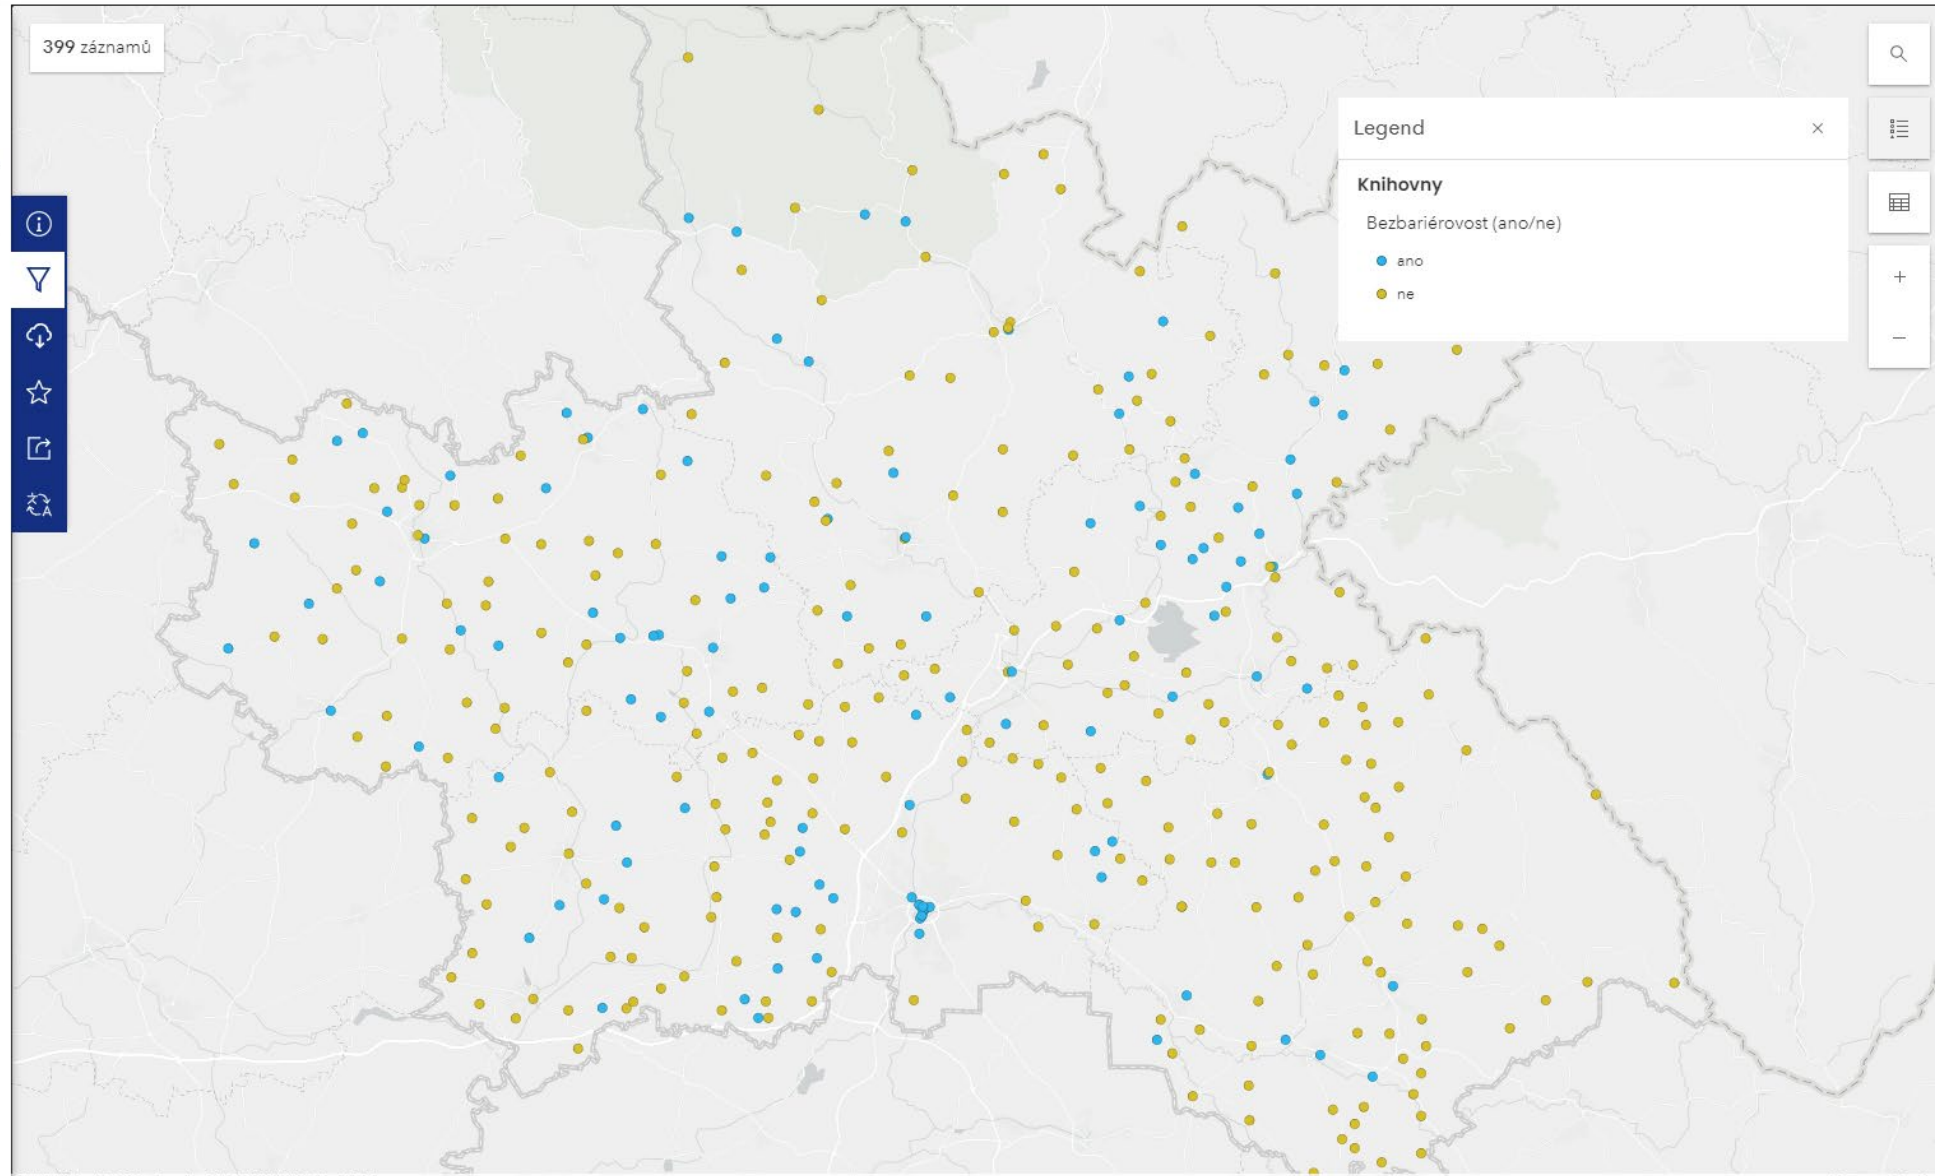 399 záznamů
Legend
Knihovny
Bezbariérovost (ano/ne)
ano
ne